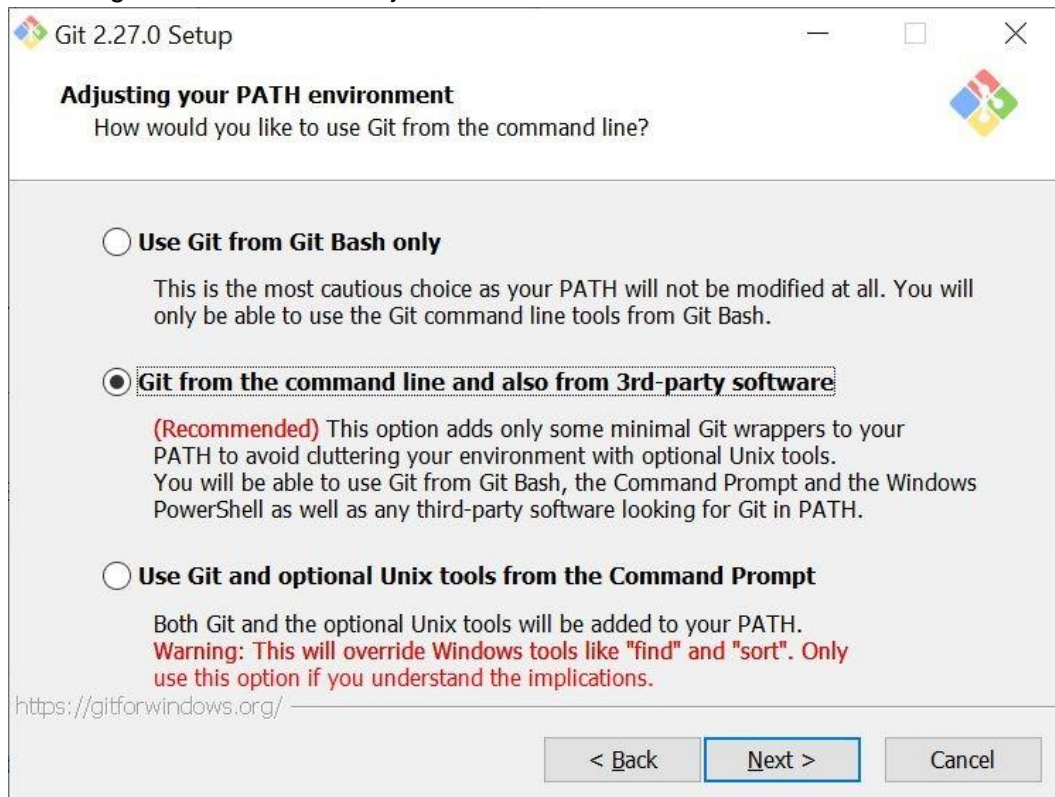 Git 2.27.0 Setup
Adjusting your PATH environment
How would you like to use Git from the command line?
Use Git from Git Bash only
This is the most cautious choice as your PATH will not be modified at all. You will
only be able to use the Git command line tools from Git Bash.
Git from the command line and also from 3rd-party software
(Recommended) This option adds only some minimal Git wrappers to your
PATH to avoid cluttering your environment with optional Unix tools.
You will be able to use Git from Git Bash, the Command Prompt and the Windows
PowerShell as well as any third-party software looking for Git in PATH.
Use Git and optional Unix tools from the Command Prompt
Both Git and the optional Unix tools will be added to your PATH.
Warning: This will override Windows tools like "find" and "sort". Only
use this option if you understand the implications.
https://gitforwindows.org/
< Back
Next >
Cancel